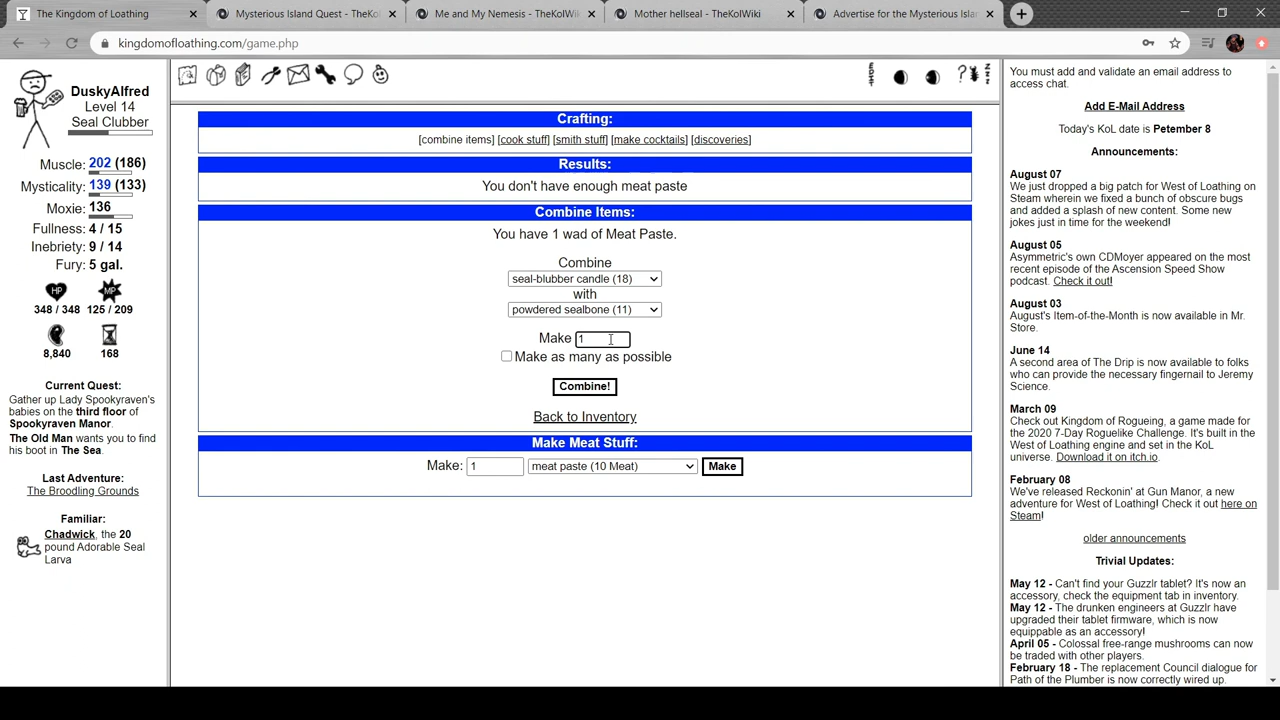 The Kingdom of Loathing
Mysterious Island Quest - TheKol
Me and My Nemesis - TheKolWik
Mother hellseal - TheKolWiki
Advertise for the Mysterious Isla
kingdomofloathing.com/game.php
DuskyAlfred
Level 14
Seal Clubber
Muscle: 202 (186)
Mysticality: 139 (133)
Moxie: 136
Fullness: 4 / 15
Inebriety: 9 / 14
Fury: 5 gal.
HP
MP
348 / 348
125 / 209
8,840
168
Current Quest:
Gather up Lady Spookyraven's
babies on the third floor of
Spookyraven Manor.
The Old Man wants you to find
his boot in The Sea.
Last Adventure:
The Broodling Grounds
Familiar:
Chadwick, the 20
pound Adorable Seal
Larva
Crafting:
[combine items] [cook stuff] [smith stuff] [make cocktails] [discoveries]
Results:
You don't have enough meat paste
Combine Items:
You have 1 wad of Meat Paste.
Combine
seal-blubber candle (18)
with
powdered sealbone (11)
Make 1
Make as many as possible
Combine!
Back to Inventory
Make Meat Stuff:
Make: 1 meat paste (10 Meat) Make
You must add and validate an email address to
access chat.
Add E-Mail Address
Today's KoL date is Petember 8
Announcements:
August 07
We just dropped a big patch for West of Loathing on
Steam wherein we fixed a bunch of obscure bugs
and added a splash of new content. Some new
jokes just in time for the weekend!
August 05
Asymmetric's own CDMoyer appeared on the most
recent episode of the Ascension Speed Show
podcast. Check it out!
August 03
August's Item-of-the-Month is now available in Mr.
Store.
June 14
A second area of The Drip is now available to folks
who can provide the necessary fingernail to Jeremy
Science.
March 09
Check out Kingdom of Rogueing, a game made for
the 2020 7-Day Roguelike Challenge. It's built in the
West of Loathing engine and set in the KoL
universe. Download it on itch io.
February 08
We've released Reckonin' at Gun Manor, a new
adventure for West of Loathing! Check it out here on
Steam!
older announcements
Trivial Updates:
May 12 - Can't find your Guzzlr tablet? It's now an
accessory, check the equipment tab in inventory.
May 12 - The drunken engineers at Guzzlr have
upgraded their tablet firmware, which is now
equippable as an accessory!
April 05 - Colossal free-range mushrooms can now
be traded with other players.
February 18 - The replacement Council dialogue for
Path of the Plumber is now correctly wired up.